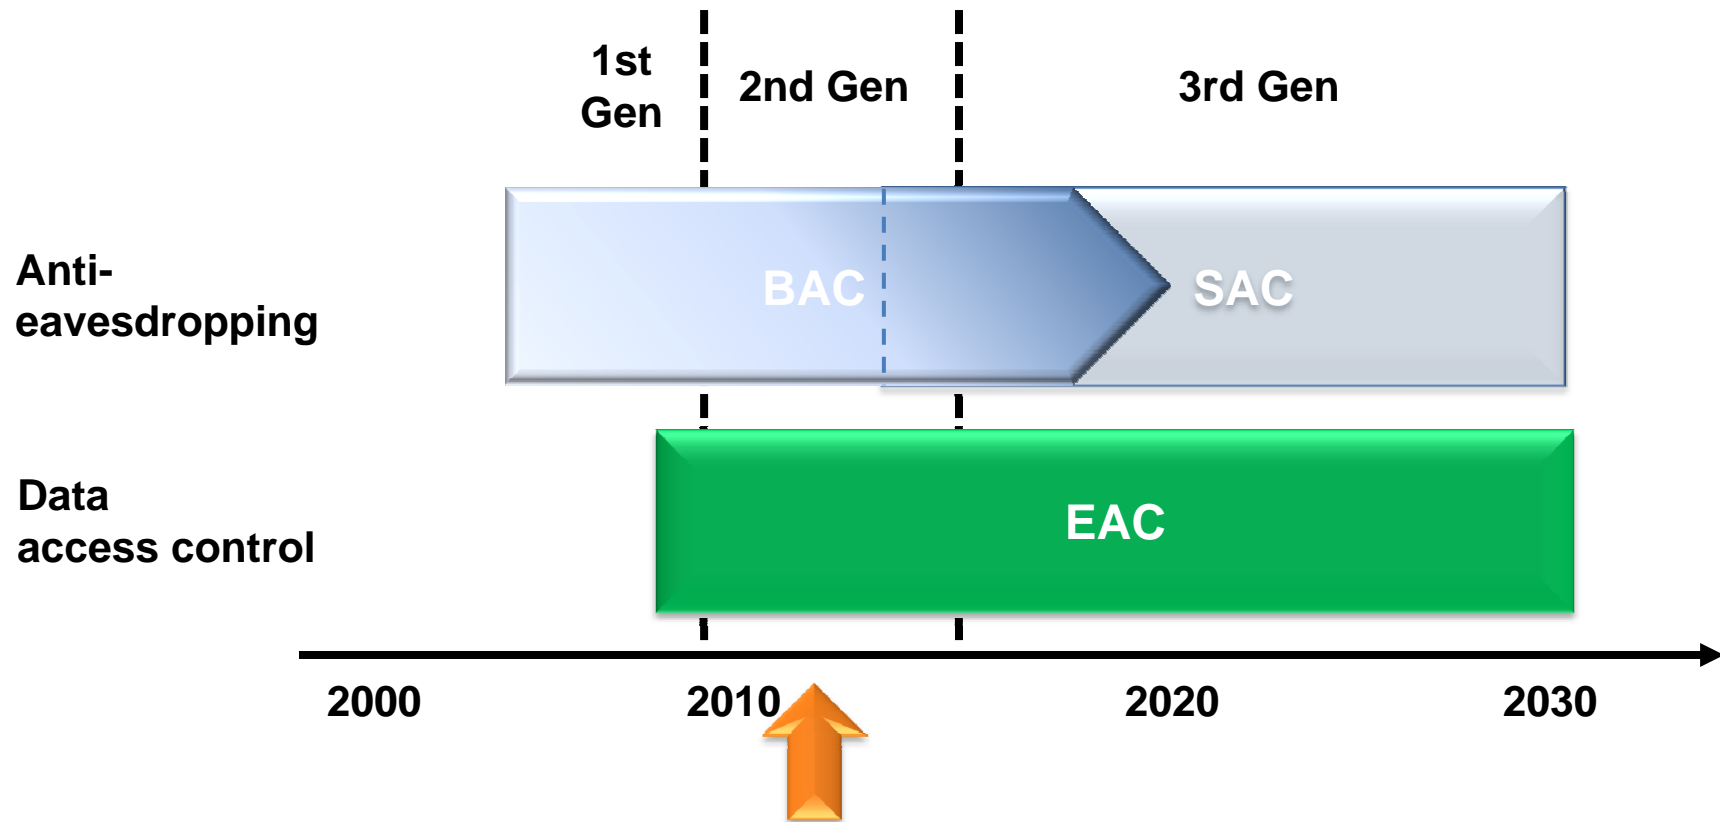 1st
Gen
2nd Gen
3rd Gen
Anti-
eavesdropping
BAC
SAC
Data
access control
EAC
2000
2010
2020
2030